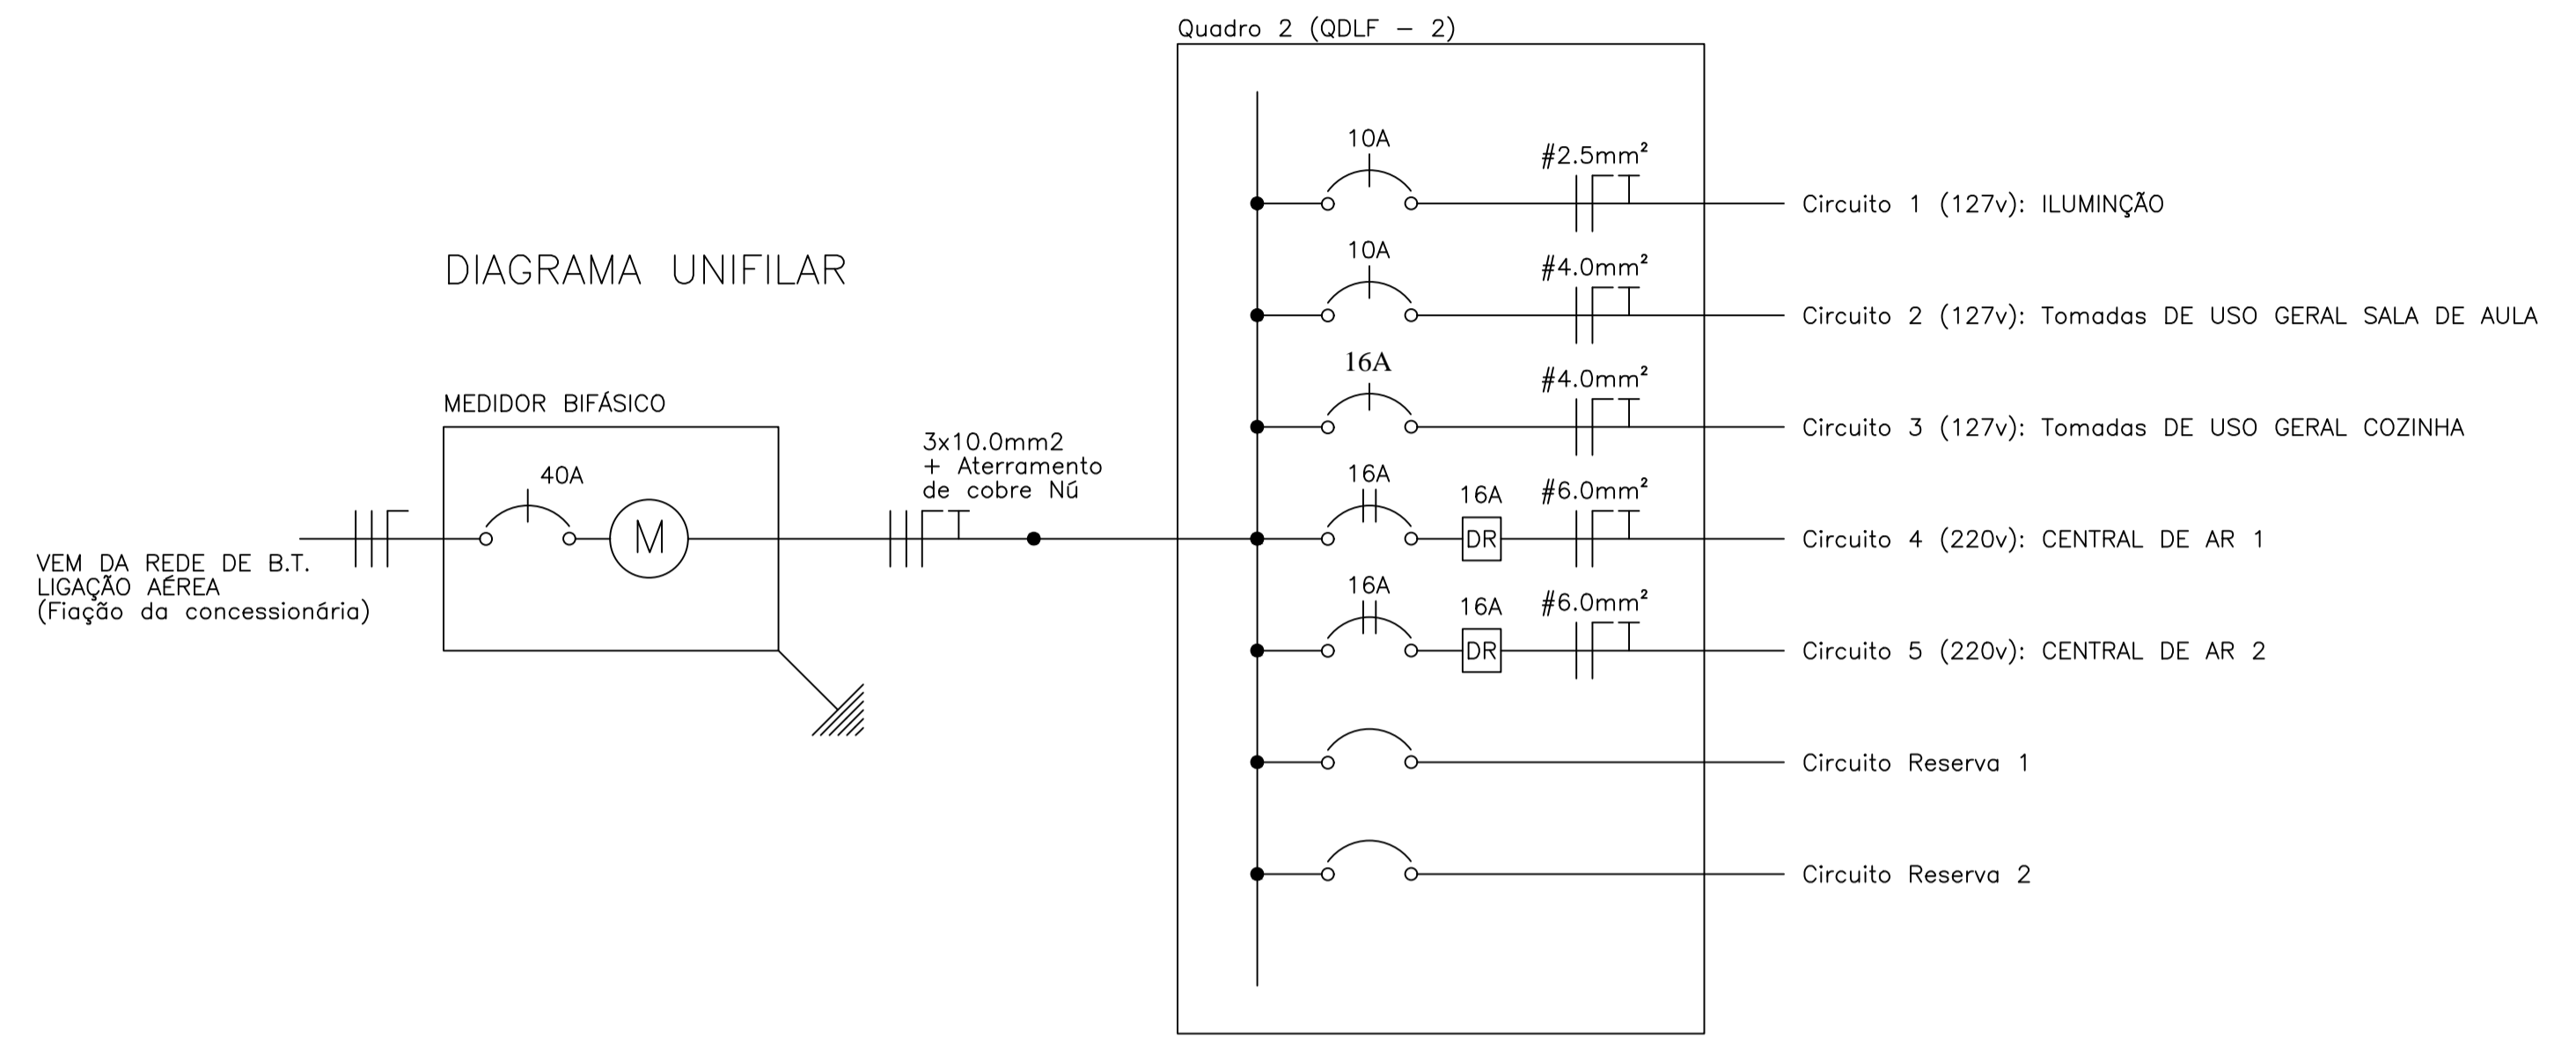 Quadro 2 (QDLF - 2)
DIAGRAMA UNIFILAR
MEDIDOR BIFÁSICO
40A
M
VEM DA REDE DE B.T.
LIGAÇÃO AÉREA
(Fiação da concessionária)
3x10.0mm2
+ Aterramento
de cobre Nú
10A
#2.5mm²
Circuito 1 (127v): ILUMINÇÃO
10A
#4.0mm²
Circuito 2 (127v): Tomadas DE USO GERAL SALA DE AULA
16A
#4.0mm²
Circuito 3 (127v): Tomadas DE USO GERAL COZINHA
16A
16A
DR
#6.0mm²
Circuito 4 (220v): CENTRAL DE AR 1
16A
16A
DR
#6.0mm²
Circuito 5 (220v): CENTRAL DE AR 2
Circuito Reserva 1
Circuito Reserva 2